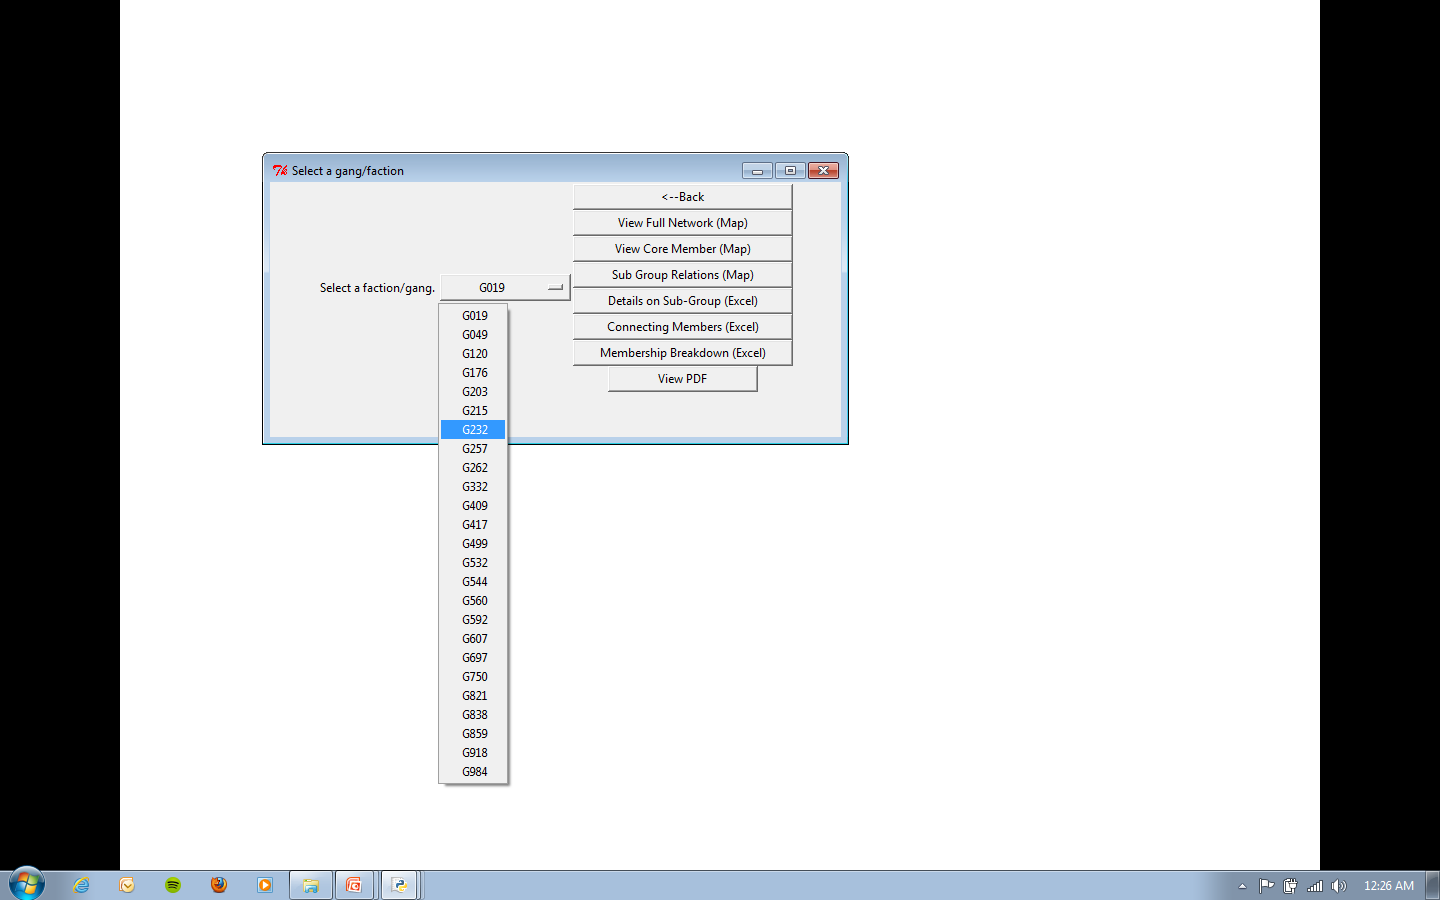 Select a gang/faction
<--Back
View Full Network (Map)
View Core Member (Map)
Sub Group Relations (Map)
Select a faction/gang. G019
Details on Sub-Group (Excel)
Connecting Members (Excel)
Membership Breakdown (Excel)
View PDF
G019
G049
G120
G176
G203
G215
G232
G257
G262
G332
G409
G417
G499
G532
G544
G560
G592
G607
G697
G750
G821
G838
G859
G918
G984
12:26 AM